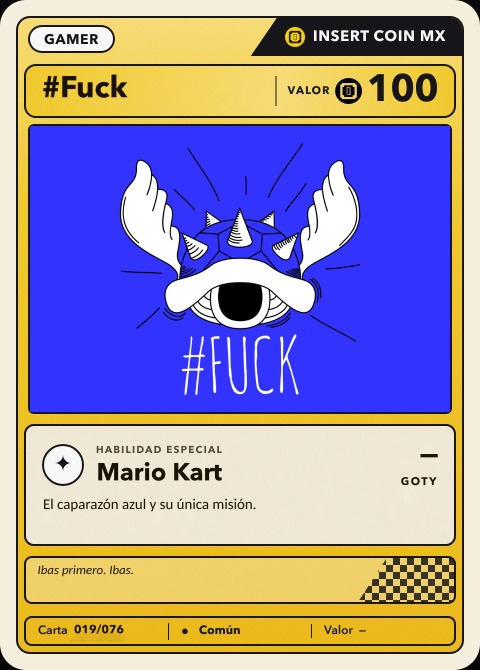 GAMER
INSERT COIN MX
#Fuck
VALOR 100
#FUCK
HABILIDAD ESPECIAL
Mario Kart
—
GOTY
El caparazón azul y su única misión.
Ibas primero. Ibas.
Carta 019/076 • Común Valor –